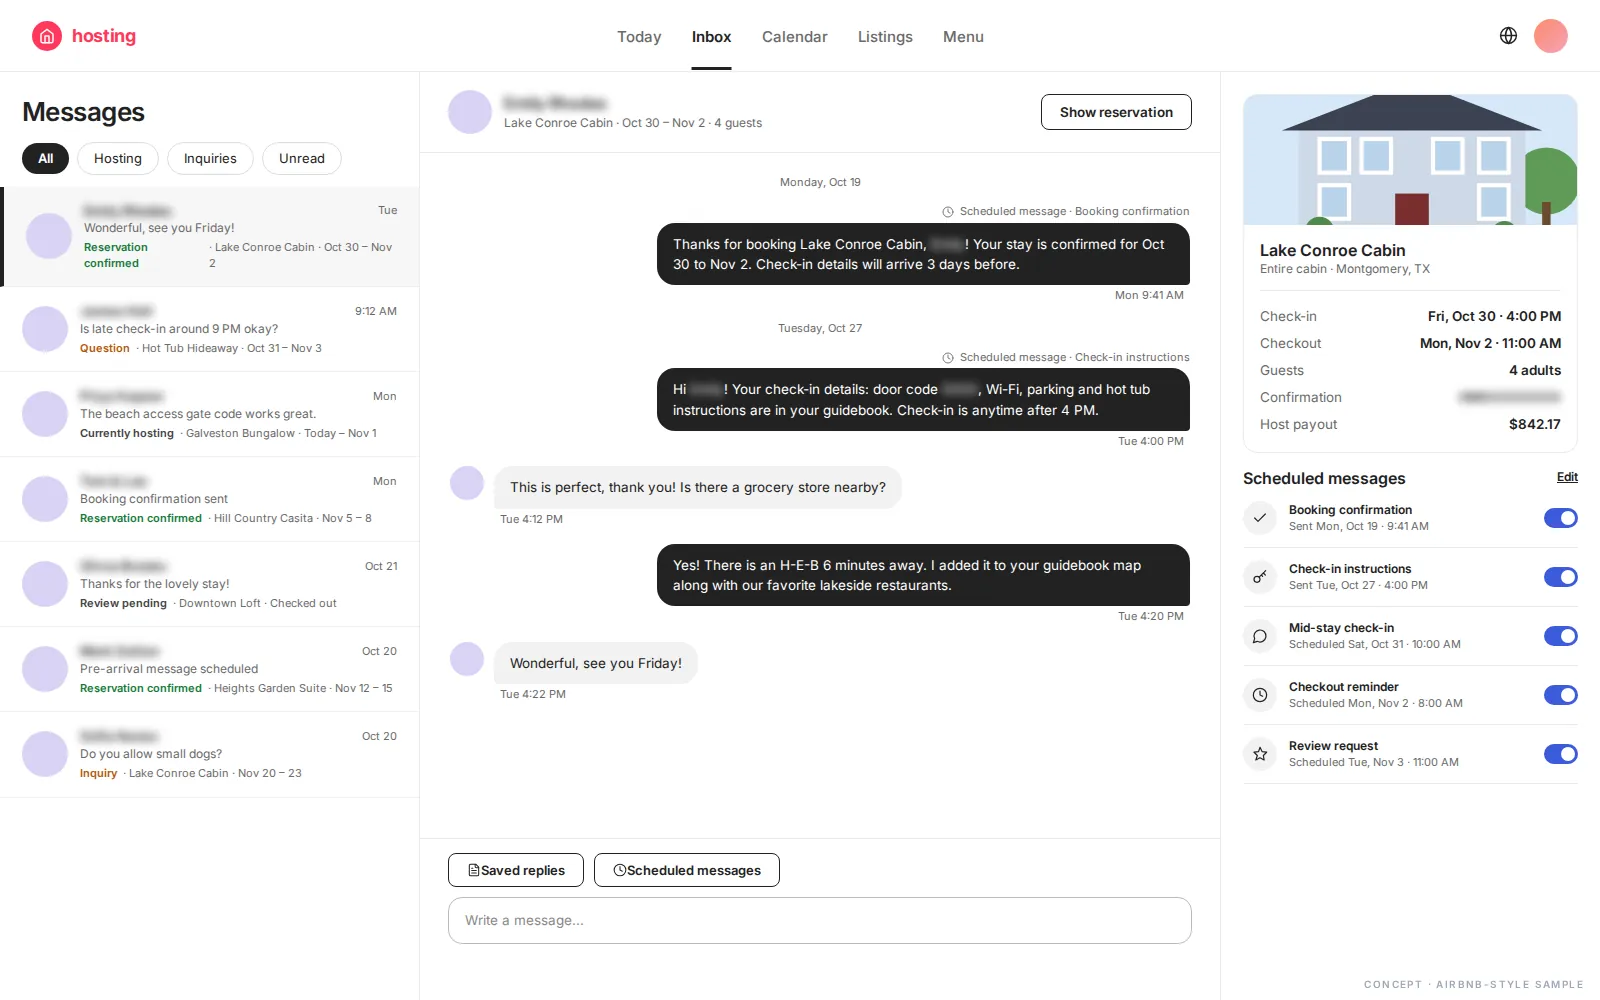 hosting
Today
Inbox
Calendar
Listings
Menu
Messages
All
Hosting
Inquiries
Unread
Tue
Wonderful, see you Friday!
Reservation confirmed · Lake Conroe Cabin · Oct 30 – Nov 2
9:12 AM
Is late check-in around 9 PM okay?
Question · Hot Tub Hideaway · Oct 31 – Nov 3
Mon
The beach access gate code works great.
Currently hosting · Galveston Bungalow · Today – Nov 1
Mon
Booking confirmation sent
Reservation confirmed · Hill Country Casita · Nov 5 – 8
Oct 21
Thanks for the lovely stay!
Review pending · Downtown Loft · Checked out
Oct 20
Pre-arrival message scheduled
Reservation confirmed · Heights Garden Suite · Nov 12 – 15
Oct 20
Do you allow small dogs?
Inquiry · Lake Conroe Cabin · Nov 20 – 23
Lake Conroe Cabin · Oct 30 – Nov 2 · 4 guests
Show reservation
Monday, Oct 19
Scheduled message · Booking confirmation
Thanks for booking Lake Conroe Cabin, ! Your stay is confirmed for Oct
30 to Nov 2. Check-in details will arrive 3 days before.
Mon 9:41 AM
Tuesday, Oct 27
Scheduled message · Check-in instructions
Hi ! Your check-in details: door code , Wi-Fi, parking and hot tub
instructions are in your guidebook. Check-in is anytime after 4 PM.
Tue 4:00 PM
This is perfect, thank you! Is there a grocery store nearby?
Tue 4:12 PM
Yes! There is an H-E-B 6 minutes away. I added it to your guidebook map
along with our favorite lakeside restaurants.
Tue 4:20 PM
Wonderful, see you Friday!
Tue 4:22 PM
Saved replies
Scheduled messages
Write a message...
Lake Conroe Cabin
Entire cabin · Montgomery, TX
Check-in Fri, Oct 30 · 4:00 PM
Checkout Mon, Nov 2 · 11:00 AM
Guests 4 adults
Confirmation
Host payout $842.17
Scheduled messages
Edit
Booking confirmation
Sent Mon, Oct 19 · 9:41 AM
Check-in instructions
Sent Tue, Oct 27 · 4:00 PM
Mid-stay check-in
Scheduled Sat, Oct 31 · 10:00 AM
Checkout reminder
Scheduled Mon, Nov 2 · 8:00 AM
Review request
Scheduled Tue, Nov 3 · 11:00 AM
CONCEPT · AIRBNB-STYLE SAMPLE